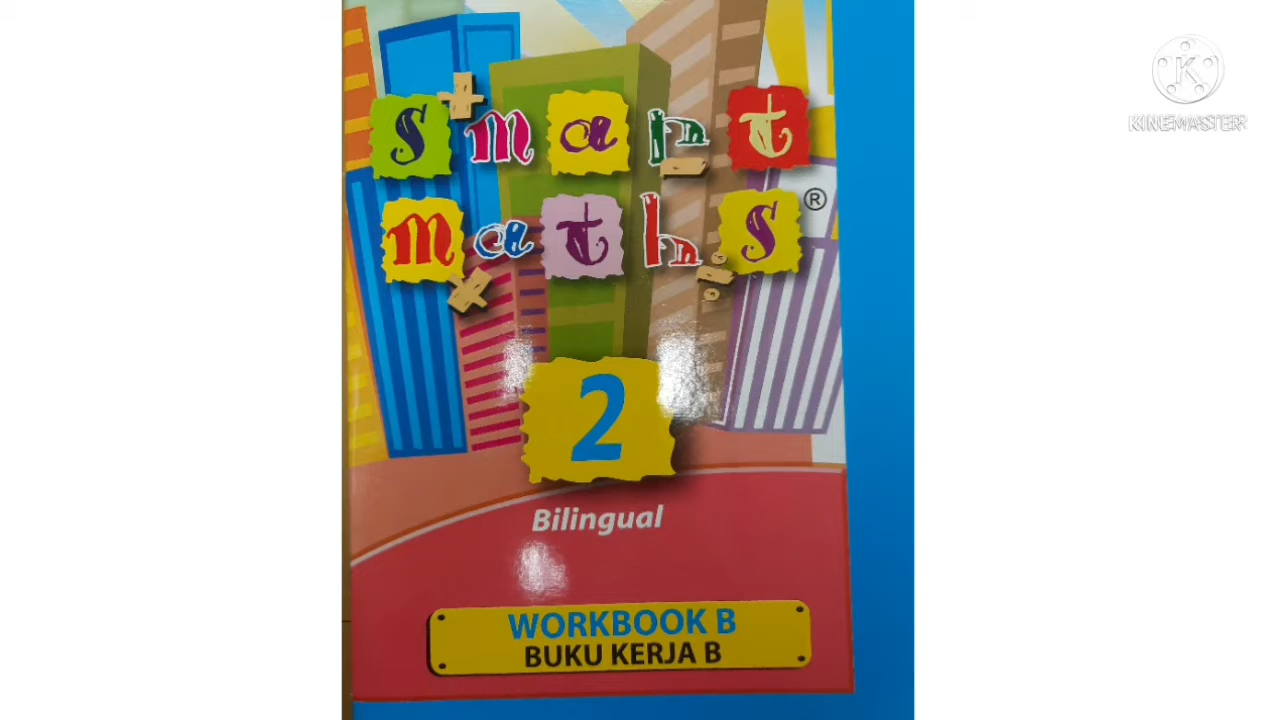 smart
maths®
2
Bilingual
WORKBOOK B
BUKU KERJA B
K
KINEMASTER